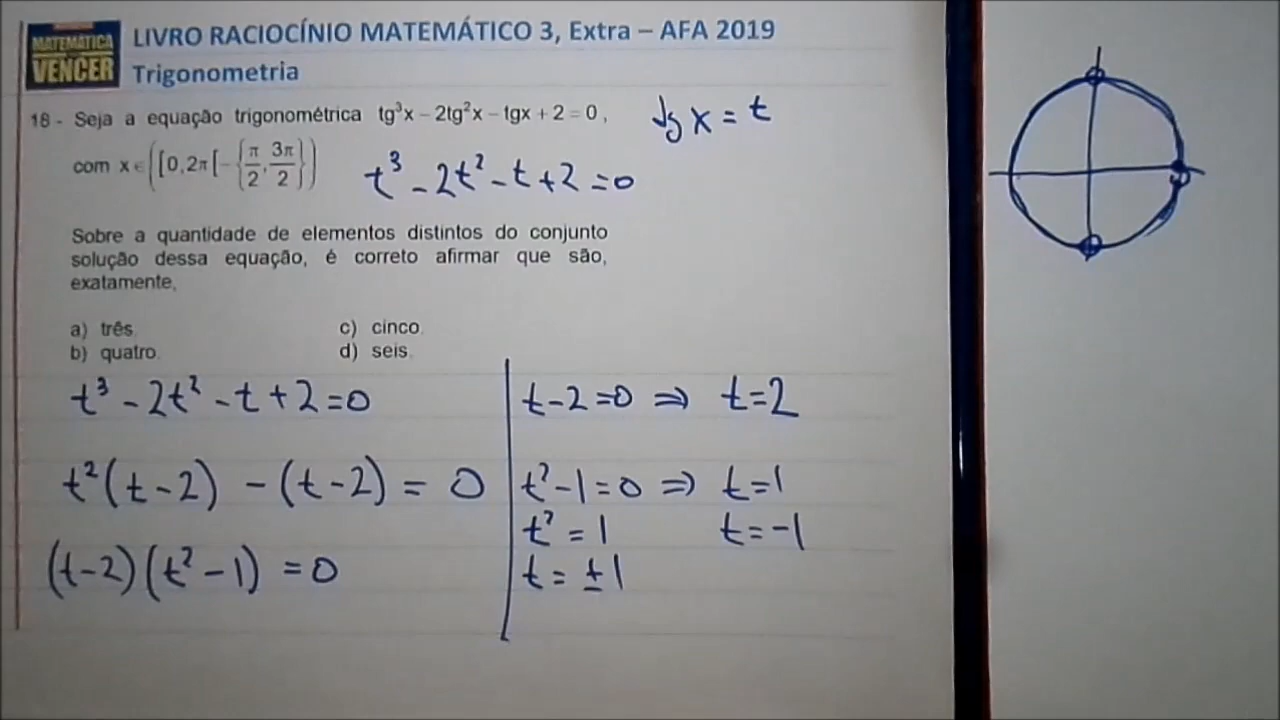 MATEMÁTICA
VENCER
LIVRO RACIOCÍNIO MATEMÁTICO 3, Extra – AFA 2019
Trigonometria
18 - Seja a equação trigonométrica tg³x – 2tg²x – tgx + 2 = 0 ,
tg x = t
com x ∈ ([0, 2π[ – {π/2, 3π/2})
t³ - 2t² - t + 2 = 0
Sobre a quantidade de elementos distintos do conjunto
solução dessa equação, é correto afirmar que são,
exatamente,
a) três.
c) cinco.
b) quatro.
d) seis.
t³ - 2t² - t + 2 = 0
t² (t - 2) - (t - 2) = 0
(t - 2) (t² - 1) = 0
t - 2 = 0 ⇒ t = 2
t² - 1 = 0 ⇒ t = 1
t² = 1 t = -1
t = ± 1